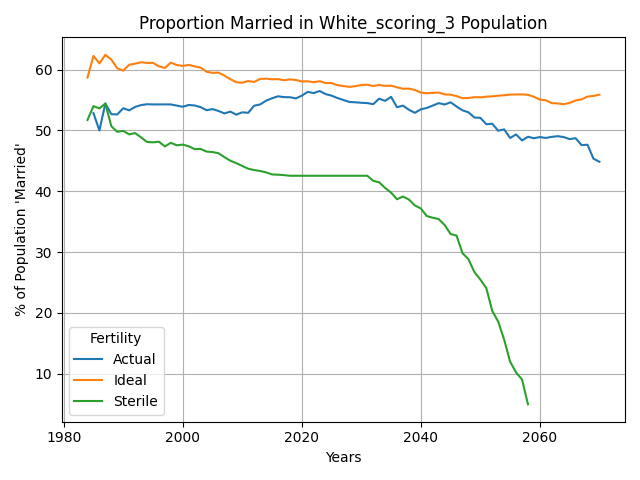 Proportion Married in White_scoring_3 Population
% of Population 'Married'
60
50
40
30
20
10
Fertility
Actual
Ideal
Sterile
1980
2000
2020
2040
2060
Years